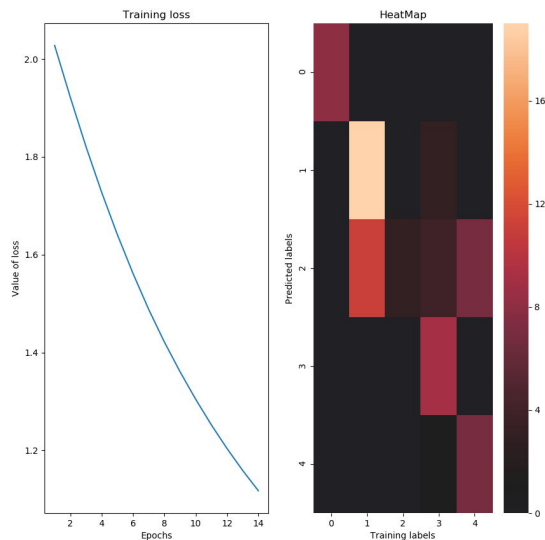 Training loss
Value of loss
2.0
1.8
1.6
1.4
1.2
2 4 6 8 10 12 14
Epochs
HeatMap
Predicted labels
0
1
2
3
4
0 1 2 3 4
Training labels
16
12
8
4
0